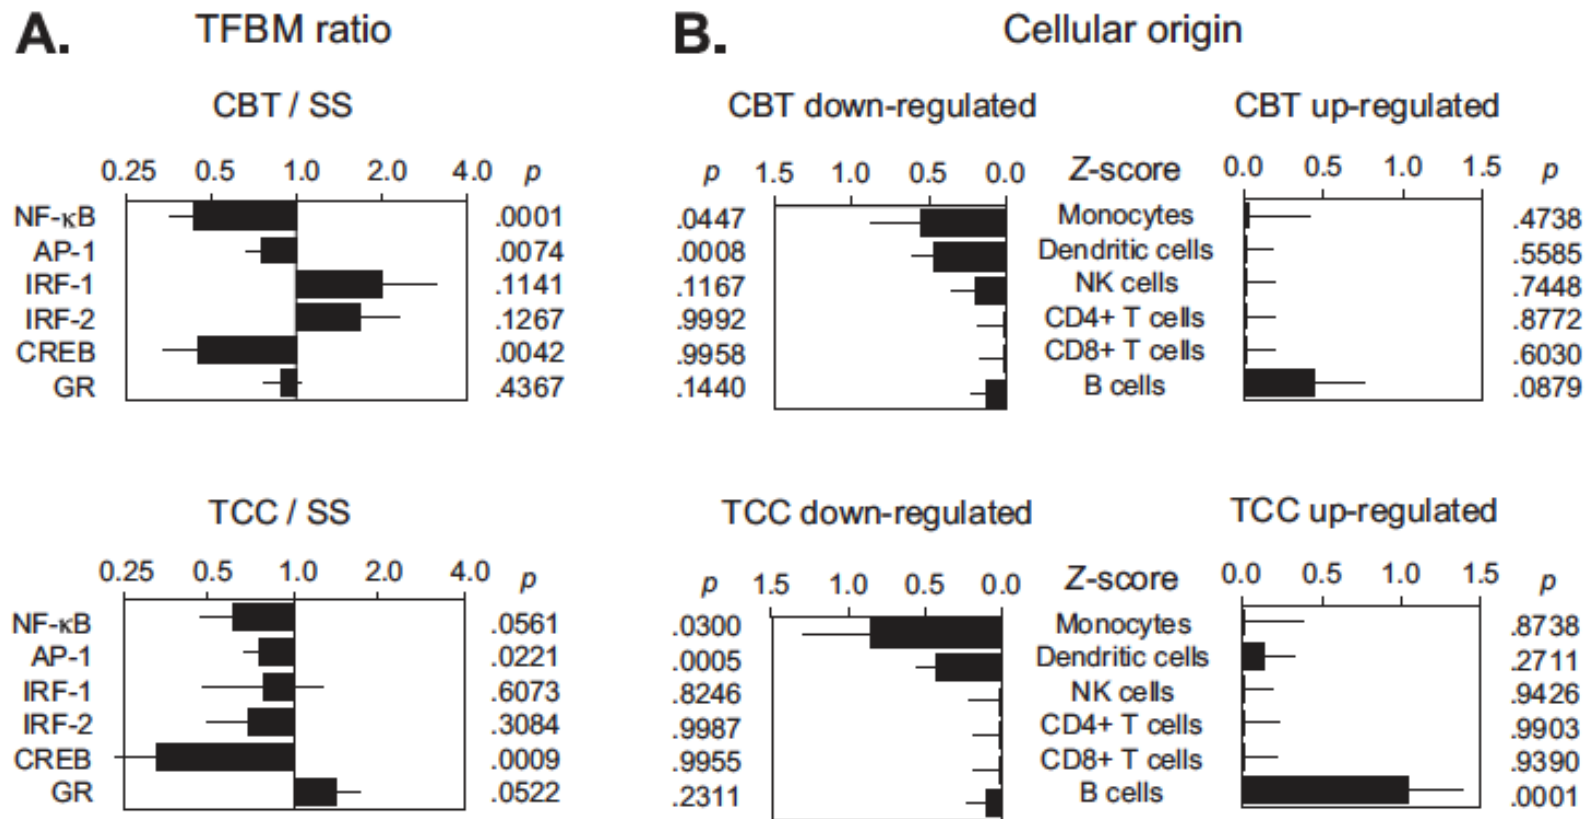 A. TFBM ratio
CBT / SS
0.25 0.5 1.0 2.0 4.0 p
NF-κB .0001
AP-1 .0074
IRF-1 .1141
IRF-2 .1267
CREB .0042
GR .4367
TCC / SS
0.25 0.5 1.0 2.0 4.0 p
NF-κB .0561
AP-1 .0221
IRF-1 .6073
IRF-2 .3084
CREB .0009
GR .0522
B. Cellular origin
CBT down-regulated CBT up-regulated
p 1.5 1.0 0.5 0.0 Z-score 0.0 0.5 1.0 1.5 p
.0447 Monocytes .4738
.0008 Dendritic cells .5585
.1167 NK cells .7448
.9992 CD4+ T cells .8772
.9958 CD8+ T cells .6030
.1440 B cells .0879
TCC down-regulated TCC up-regulated
p 1.5 1.0 0.5 0.0 Z-score 0.0 0.5 1.0 1.5 p
.0300 Monocytes .8738
.0005 Dendritic cells .2711
.8246 NK cells .9426
.9987 CD4+ T cells .9903
.9955 CD8+ T cells .9390
.2311 B cells .0001